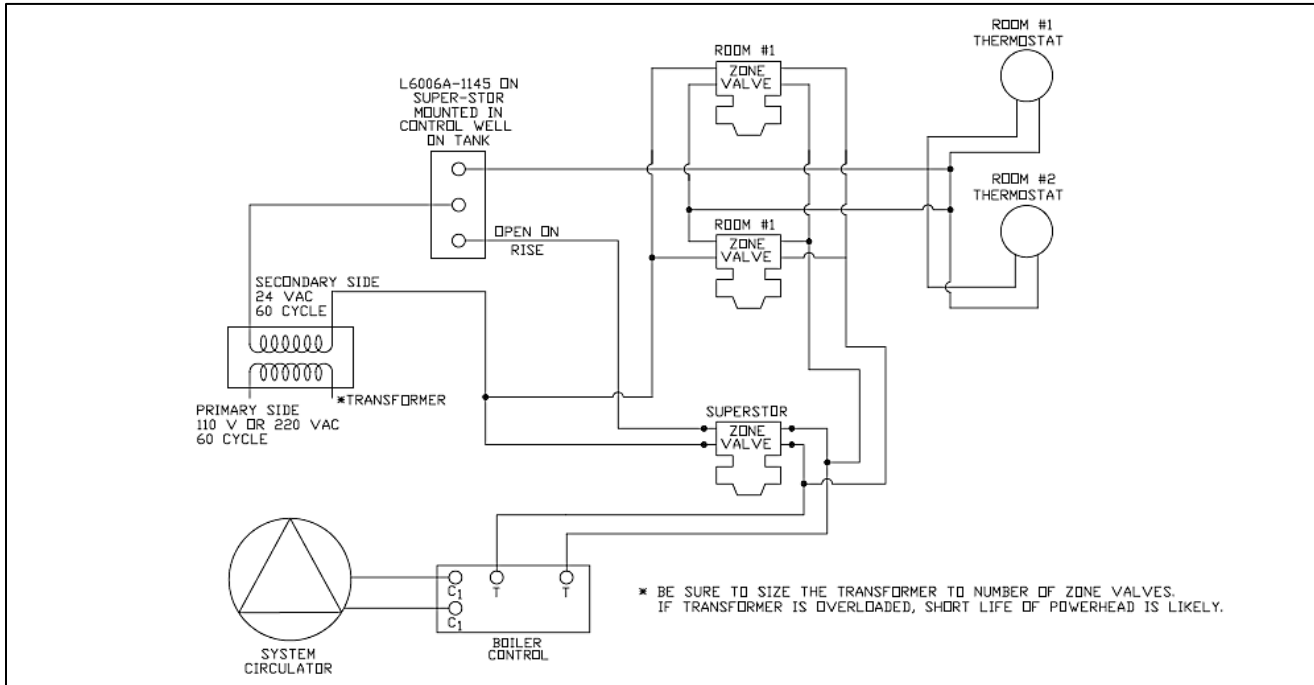 ROOM #1
THERMOSTAT
ROOM #1
ZONE
VALVE
L6006A-1145 ON
SUPER-STOR
MOUNTED IN
CONTROL WELL
ON TANK
ROOM #2
THERMOSTAT
OPEN ON
RISE
ROOM #1
ZONE
VALVE
SECONDARY SIDE
24 VAC
60 CYCLE
*TRANSFORMER
PRIMARY SIDE
110 V OR 220 VAC
60 CYCLE
SUPERSTOR
ZONE
VALVE
C1
T
T
C1
BOILER
CONTROL
SYSTEM
CIRCULATOR
* BE SURE TO SIZE THE TRANSFORMER TO NUMBER OF ZONE VALVES.
IF TRANSFORMER IS OVERLOADED, SHORT LIFE OF POWERHEAD IS LIKELY.